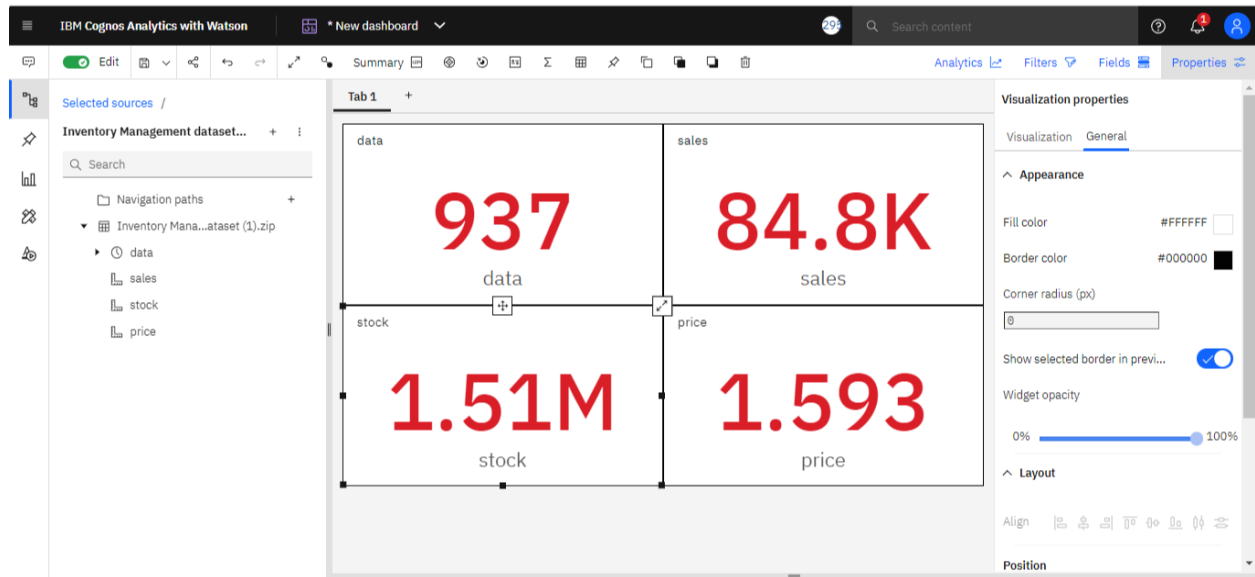 IBM Cognos Analytics with Watson
* New dashboard
295
Search content
1
Edit
Summary
Analytics
Filters
Fields
Properties
Selected sources /
Inventory Management dataset...
Search
Navigation paths
Inventory Mana...ataset (1).zip
data
sales
stock
price
Tab 1
data
937
data
sales
84.8K
sales
stock
1.51M
stock
price
1.593
price
Visualization properties
Visualization General
Appearance
Fill color #FFFFFF
Border color #000000
Corner radius (px)
0
Show selected border in previ...
Widget opacity
0% 100%
Layout
Align
Position